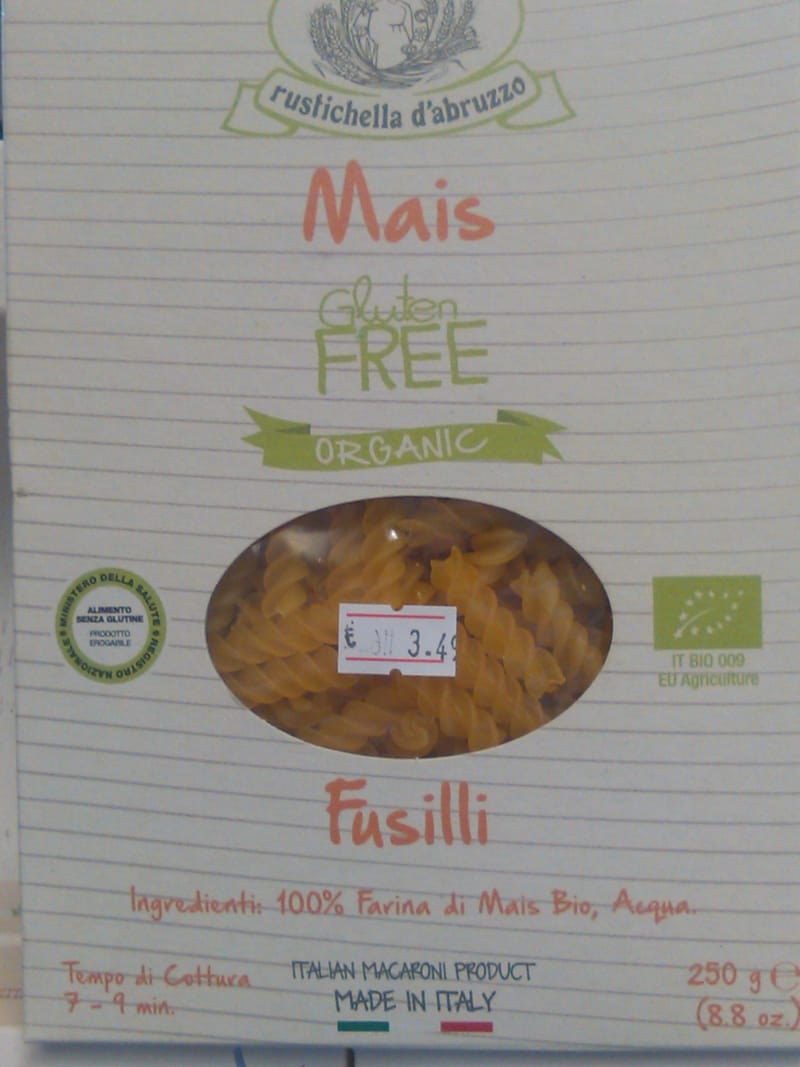 rustichella d'abruzzo
Mais
Gluten
FREE
ORGANIC
MINISTERO DELLA SALUTE • REGISTRO NAZIONALE •
ALIMENTO
SENZA GLUTINE
PRODOTTO
EROGABILE
€ 3.49
IT BIO 009
EU Agriculture
Fusilli
Ingredienti: 100% Farina di Mais Bio, Acqua.
Tempo di Cottura
7 - 9 min.
ITALIAN MACARONI PRODUCT
MADE IN ITALY
250 g e
(8.8 oz.)